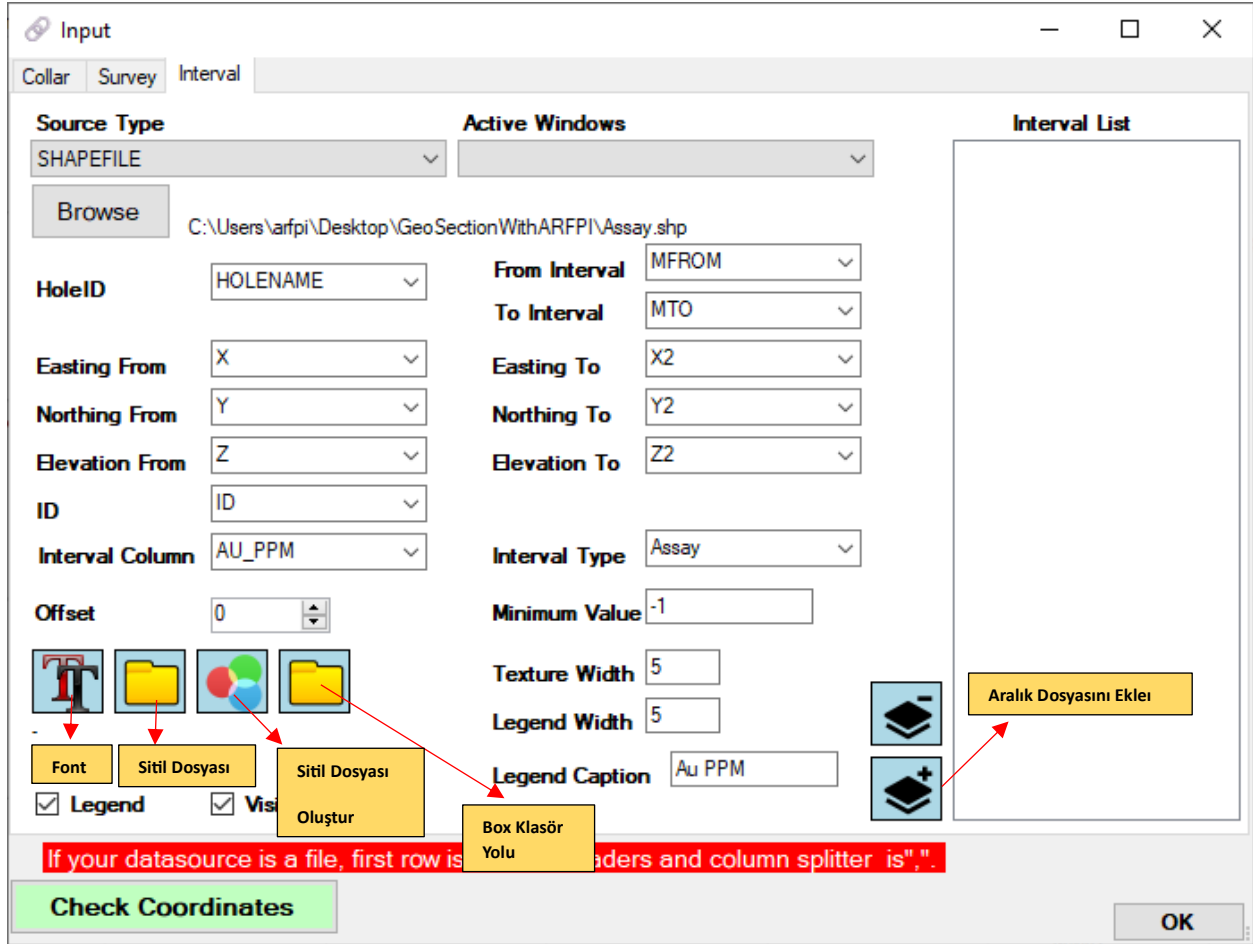 Input
Collar Survey Interval
Source Type Active Windows Interval List
SHAPEFILE
Browse
C:\Users\arfpi\Desktop\GeoSectionWithARFPI\Assay.shp
HoleID HOLENAME From Interval MFROM
To Interval MTO
Easting From X Easting To X2
Northing From Y Northing To Y2
Elevation From Z Elevation To Z2
ID ID
Interval Column AU_PPM Interval Type Assay
Offset 0 Minimum Value -1
Texture Width 5
Legend Width 5
Aralık Dosyasını Ekleı
-
Font Sitil Dosyası
Sitil Dosyası
Oluştur
Legend Caption Au PPM
Legend Visi
Box Klasör
Yolu
If your datasource is a file, first row is aders and column splitter is",".
Check Coordinates
OK